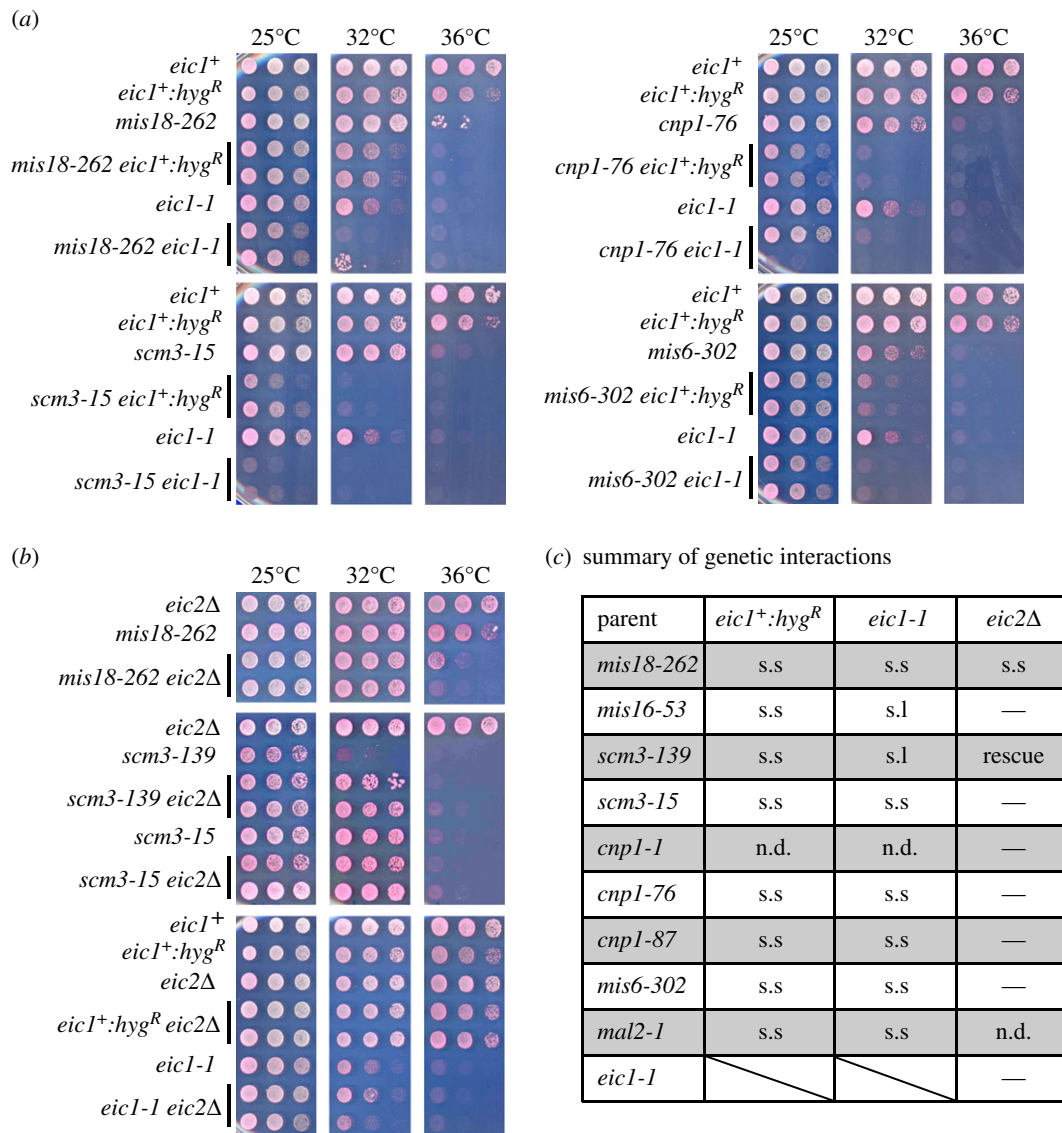 (a)
25°C 32°C 36°C
eic1⁺
eic1⁺:hygᴿ
mis18-262
mis18-262 eic1⁺:hygᴿ
eic1-1
mis18-262 eic1-1
eic1⁺
eic1⁺:hygᴿ
scm3-15
scm3-15 eic1⁺:hygᴿ
eic1-1
scm3-15 eic1-1
25°C 32°C 36°C
eic1⁺
eic1⁺:hygᴿ
cnp1-76
cnp1-76 eic1⁺:hygᴿ
eic1-1
cnp1-76 eic1-1
eic1⁺
eic1⁺:hygᴿ
mis6-302
mis6-302 eic1⁺:hygᴿ
eic1-1
mis6-302 eic1-1
(b)
25°C 32°C 36°C
eic2Δ
mis18-262
mis18-262 eic2Δ
eic2Δ
scm3-139
scm3-139 eic2Δ
scm3-15
scm3-15 eic2Δ
eic1⁺
eic1⁺:hygᴿ
eic2Δ
eic1⁺:hygᴿ eic2Δ
eic1-1
eic1-1 eic2Δ
(c) summary of genetic interactions
parent eic1⁺:hygᴿ eic1-1 eic2Δ
mis18-262 s.s s.s s.s
mis16-53 s.s s.l —
scm3-139 s.s s.l rescue
scm3-15 s.s s.s —
cnp1-1 n.d. n.d. —
cnp1-76 s.s s.s —
cnp1-87 s.s s.s —
mis6-302 s.s s.s —
mal2-1 s.s s.s n.d.
eic1-1 —